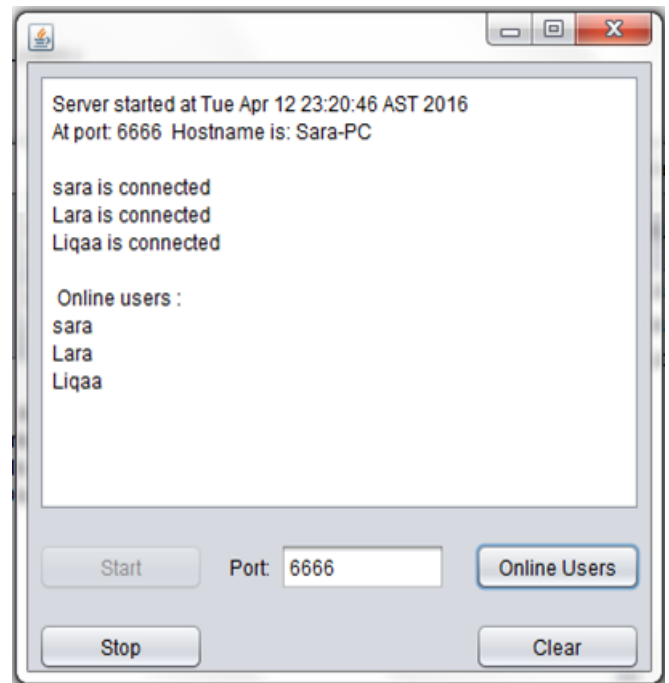 Server started at Tue Apr 12 23:20:46 AST 2016
At port: 6666 Hostname is: Sara-PC
sara is connected
Lara is connected
Liqaa is connected
Online users :
sara
Lara
Liqaa
Start Port: 6666 Online Users
Stop Clear